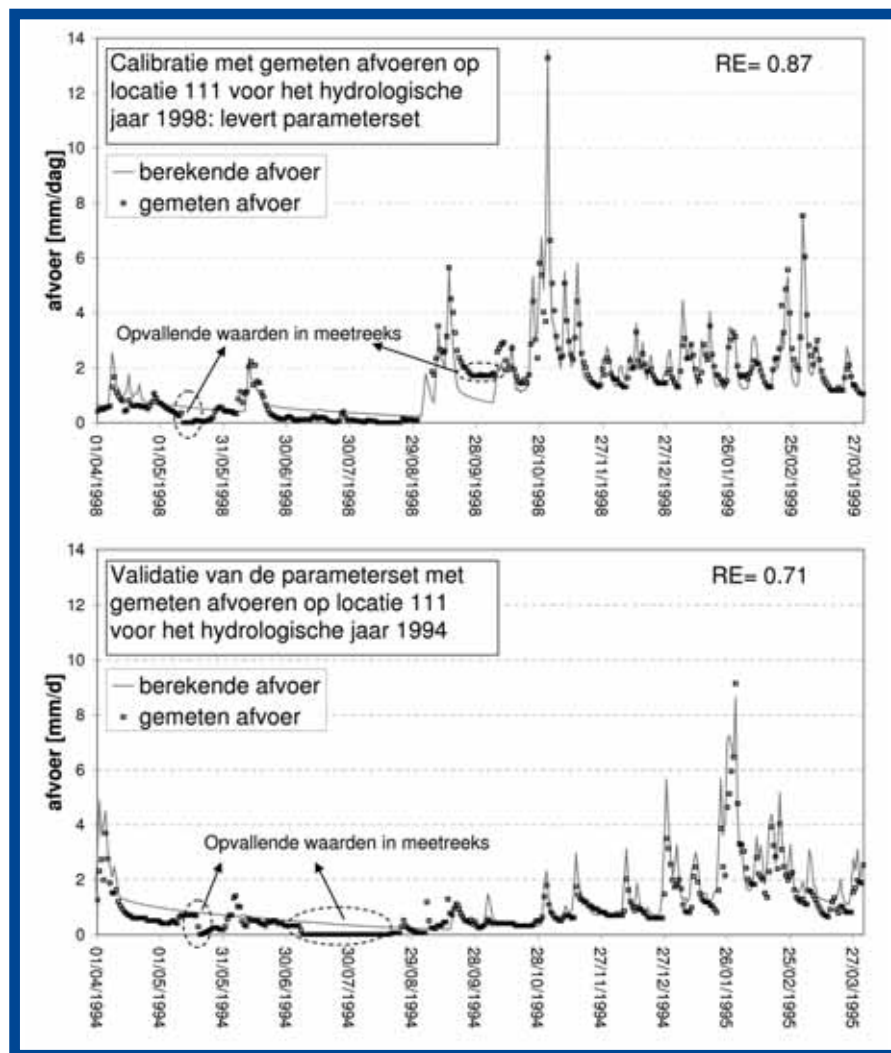 14
Calibratie met gemeten afvoeren op
locatie 111 voor het hydrologische
jaar 1998: levert parameterset
RE= 0.87
12
10
berekende afvoer
gemeten afvoer
8
6
4
2
0
afvoer [mm/dag]
Opvallende waarden in meetreeks
01/04/1998
01/05/1998
31/05/1998
30/06/1998
30/07/1998
29/08/1998
28/09/1998
28/10/1998
27/11/1998
27/12/1998
26/01/1999
25/02/1999
27/03/1999
14
Validatie van de parameterset met
gemeten afvoeren op locatie 111
voor het hydrologische jaar 1994
RE= 0.71
12
10
berekende afvoer
gemeten afvoer
8
6
4
2
0
afvoer [mm/d]
Opvallende waarden in meetreeks
01/04/1994
01/05/1994
31/05/1994
30/06/1994
30/07/1994
29/08/1994
28/09/1994
28/10/1994
27/11/1994
27/12/1994
26/01/1995
25/02/1995
27/03/1995